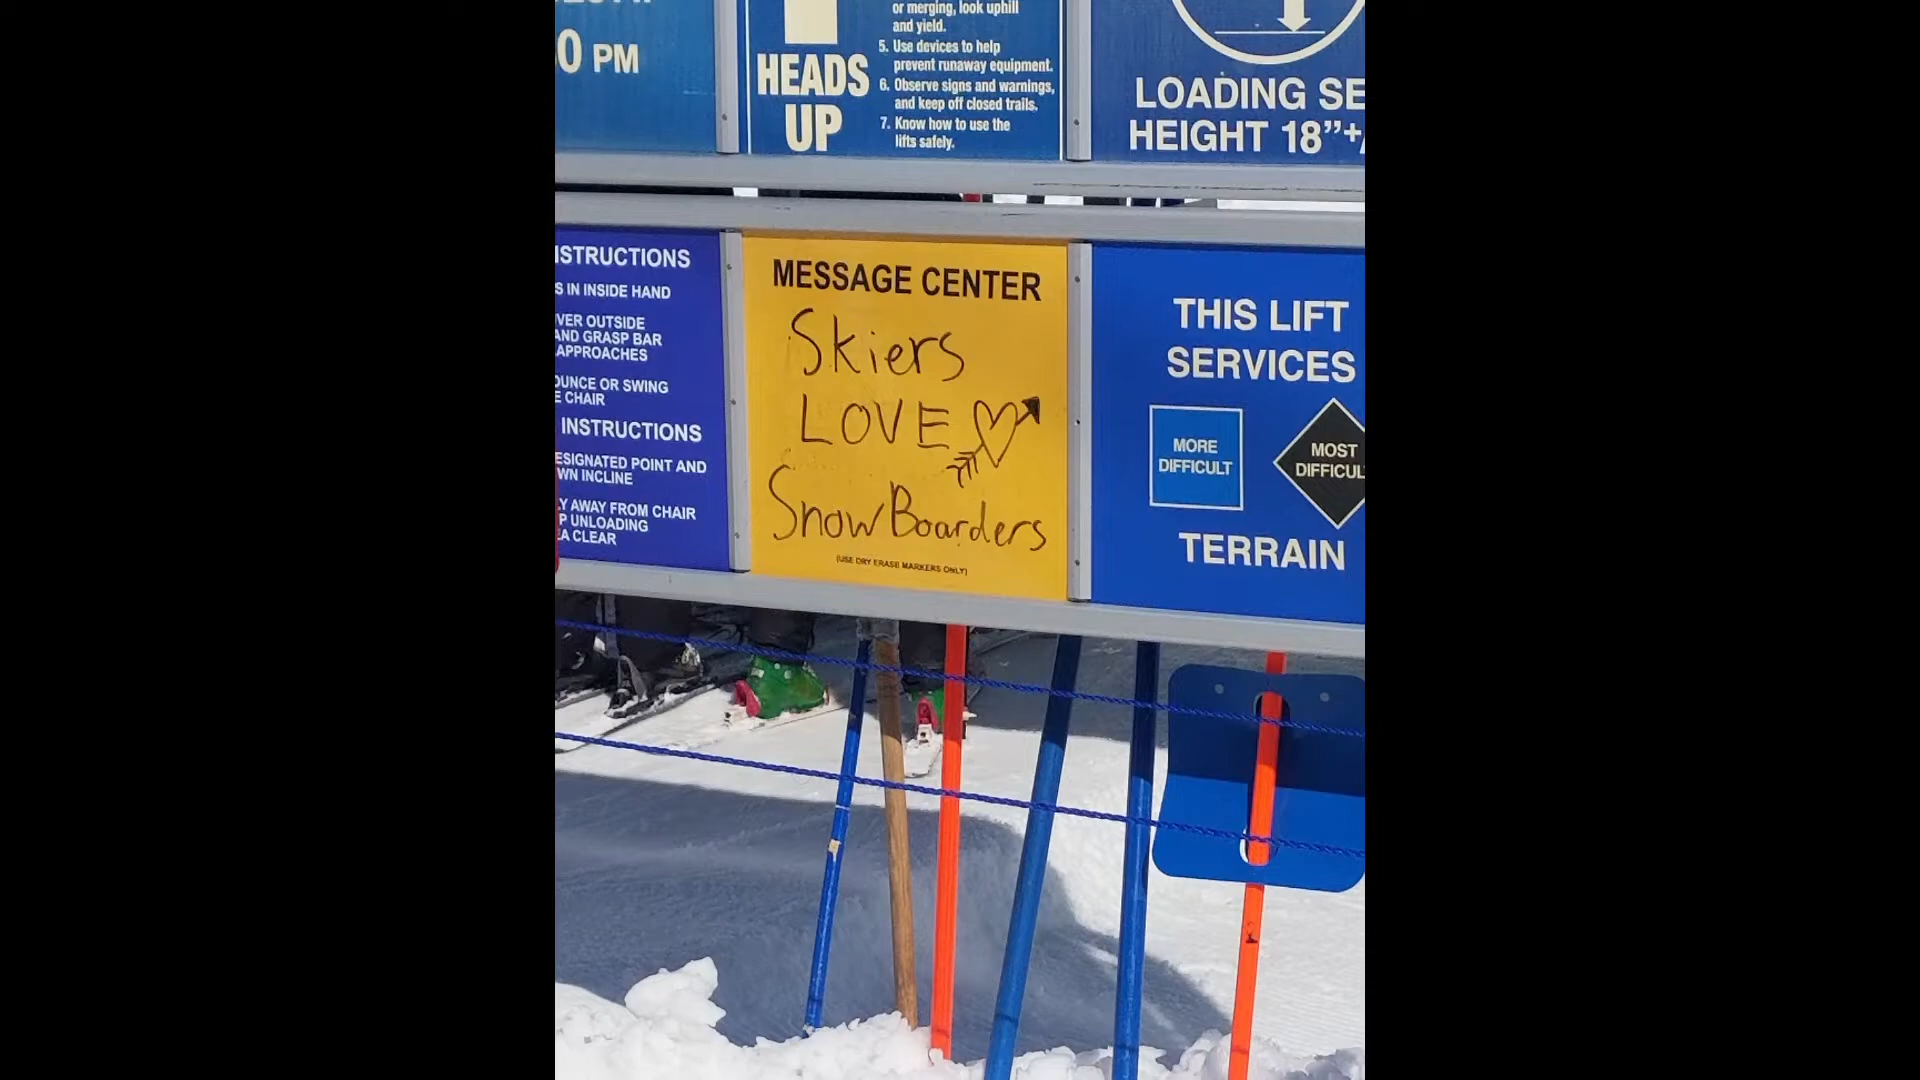 0 PM
HEADS
UP
or merging, look uphill
and yield.
5. Use devices to help
prevent runaway equipment.
6. Observe signs and warnings,
and keep off closed trails.
7. Know how to use the
lifts safely.
LOADING SE
HEIGHT 18"+/
ISTRUCTIONS
S IN INSIDE HAND
VER OUTSIDE
AND GRASP BAR
APPROACHES
OUNCE OR SWING
E CHAIR
INSTRUCTIONS
ESIGNATED POINT AND
WN INCLINE
LY AWAY FROM CHAIR
P UNLOADING
EA CLEAR
MESSAGE CENTER
Skiers
LOVE
SnowBoarders
(USE DRY ERASE MARKERS ONLY)
THIS LIFT
SERVICES
MORE
DIFFICULT
MOST
DIFFICUL
TERRAIN